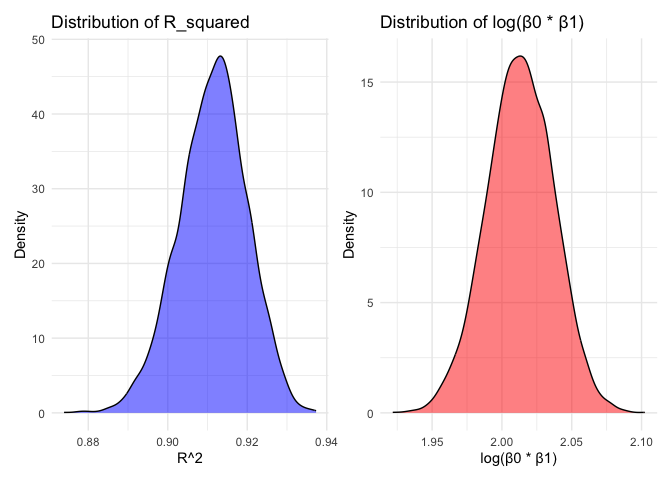 Distribution of R_squared
Density
50
40
30
20
10
0
0.88 0.90 0.92 0.94
R^2
Distribution of log(β0 * β1)
Density
15
10
5
0
1.95 2.00 2.05 2.10
log(β0 * β1)